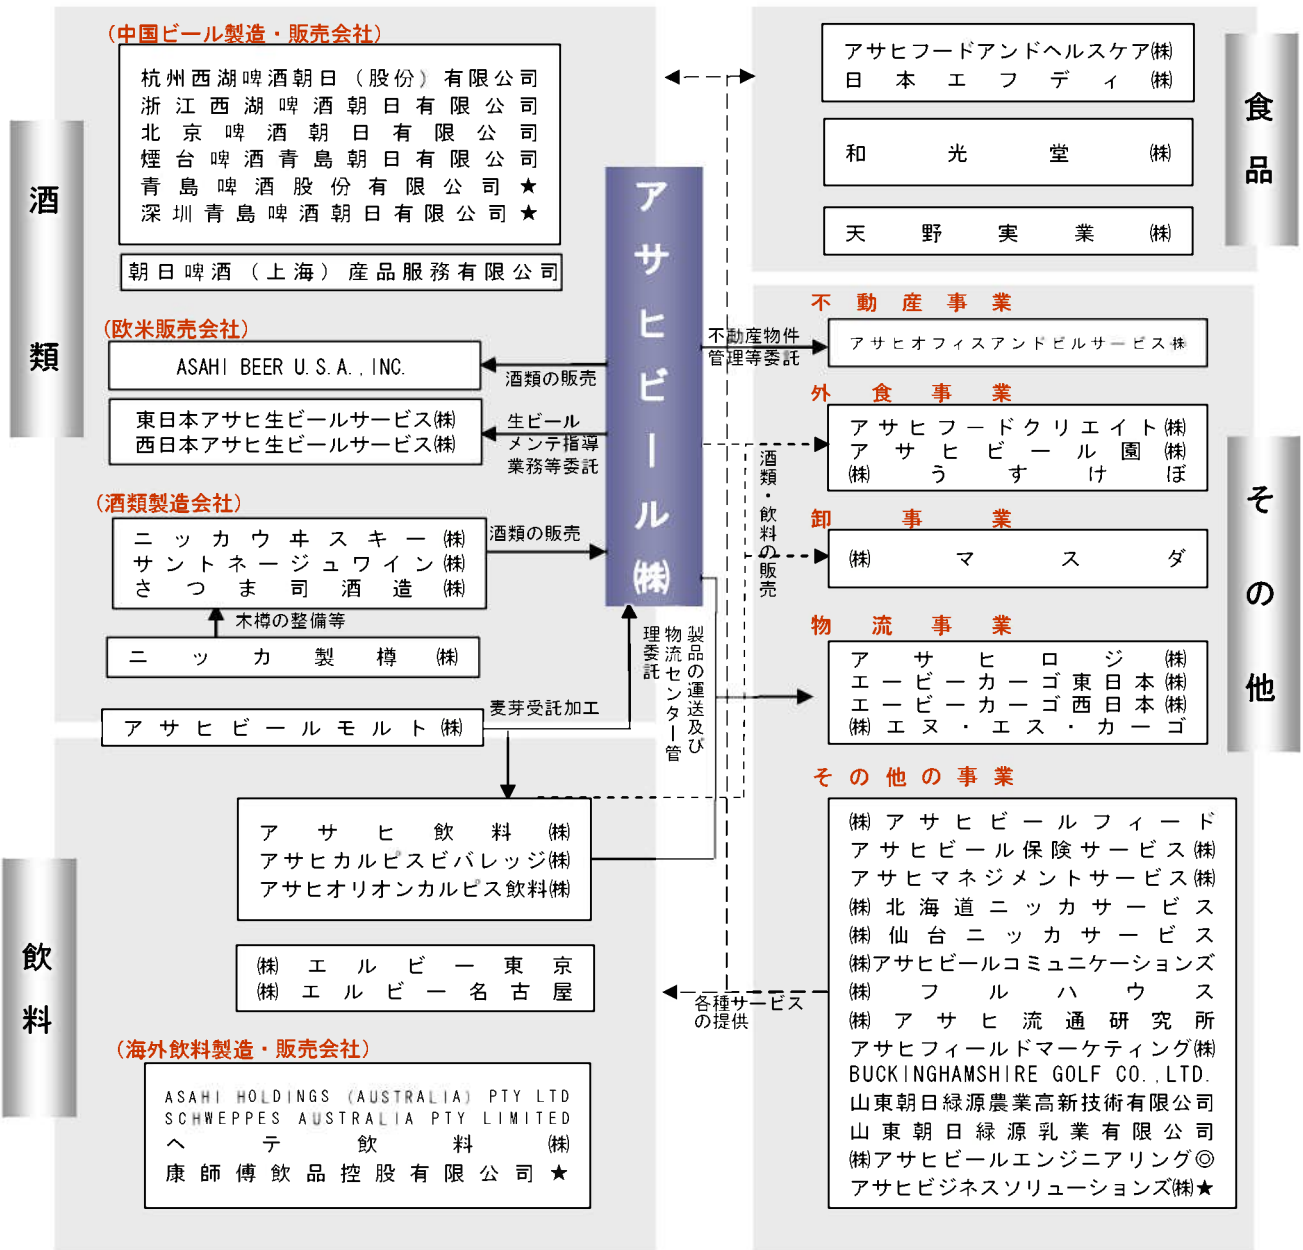 酒類
(中国ビール製造・販売会社)
杭州西湖啤酒朝日（股份）有限公司
浙江西湖啤酒朝日有限公司
北京啤酒朝日有限公司
煙台啤酒青島朝日有限公司
青島啤酒股份有限公司★
深圳青島啤酒朝日有限公司★
朝日啤酒（上海）産品服務有限公司
(欧米販売会社)
ASAHI BEER U.S.A., INC.
酒類の販売
東日本アサヒ生ビールサービス㈱
西日本アサヒ生ビールサービス㈱
生ビール
メンテ指導
業務等委託
(酒類製造会社)
ニッカウヰスキー㈱
サントネージュワイン㈱
さつま司酒造㈱
酒類の販売
木樽の整備等
ニッカ製樽㈱
アサヒビールモルト㈱
麦芽受託加工
アサヒビール㈱
製品の運送及び
物流センター管
理委託
飲料
アサヒ飲料㈱
アサヒカルピスビバレッジ㈱
アサヒオリオンカルピス飲料㈱
㈱エルビー東京
㈱エルビー名古屋
(海外飲料製造・販売会社)
ASAHI HOLDINGS (AUSTRALIA) PTY LTD
SCHWEPPES AUSTRALIA PTY LIMITED
ヘテ飲料㈱
康師傅飲品控股有限公司★
食品
アサヒフードアンドヘルスケア㈱
日本エフディ㈱
和光堂㈱
天野実業㈱
その他
不動産事業
不動産物件
管理等委託
アサヒオフィスアンドビルサービス㈱
外食事業
アサヒフードクリエイト㈱
アサヒビール園㈱
㈱うすけぼ
酒類・飲料の販売
卸事業
㈱マスダ
物流事業
アサヒロジ㈱
エービーカーゴ東日本㈱
エービーカーゴ西日本㈱
㈱エヌ・エス・カーゴ
その他の事業
㈱アサヒビールフィード
アサヒビール保険サービス㈱
アサヒマネジメントサービス㈱
㈱北海道ニッカサービス
㈱仙台ニッカサービス
㈱アサヒビールコミュニケーションズ
㈱フルハウス
㈱アサヒ流通研究所
アサヒフィールドマーケティング㈱
BUCKINGHAMSHIRE GOLF CO.,LTD.
山東朝日緑源農業高新技術有限公司
山東朝日緑源乳業有限公司
㈱アサヒビールエンジニアリング◎
アサヒビジネスソリューションズ㈱★
各種サービス
の提供